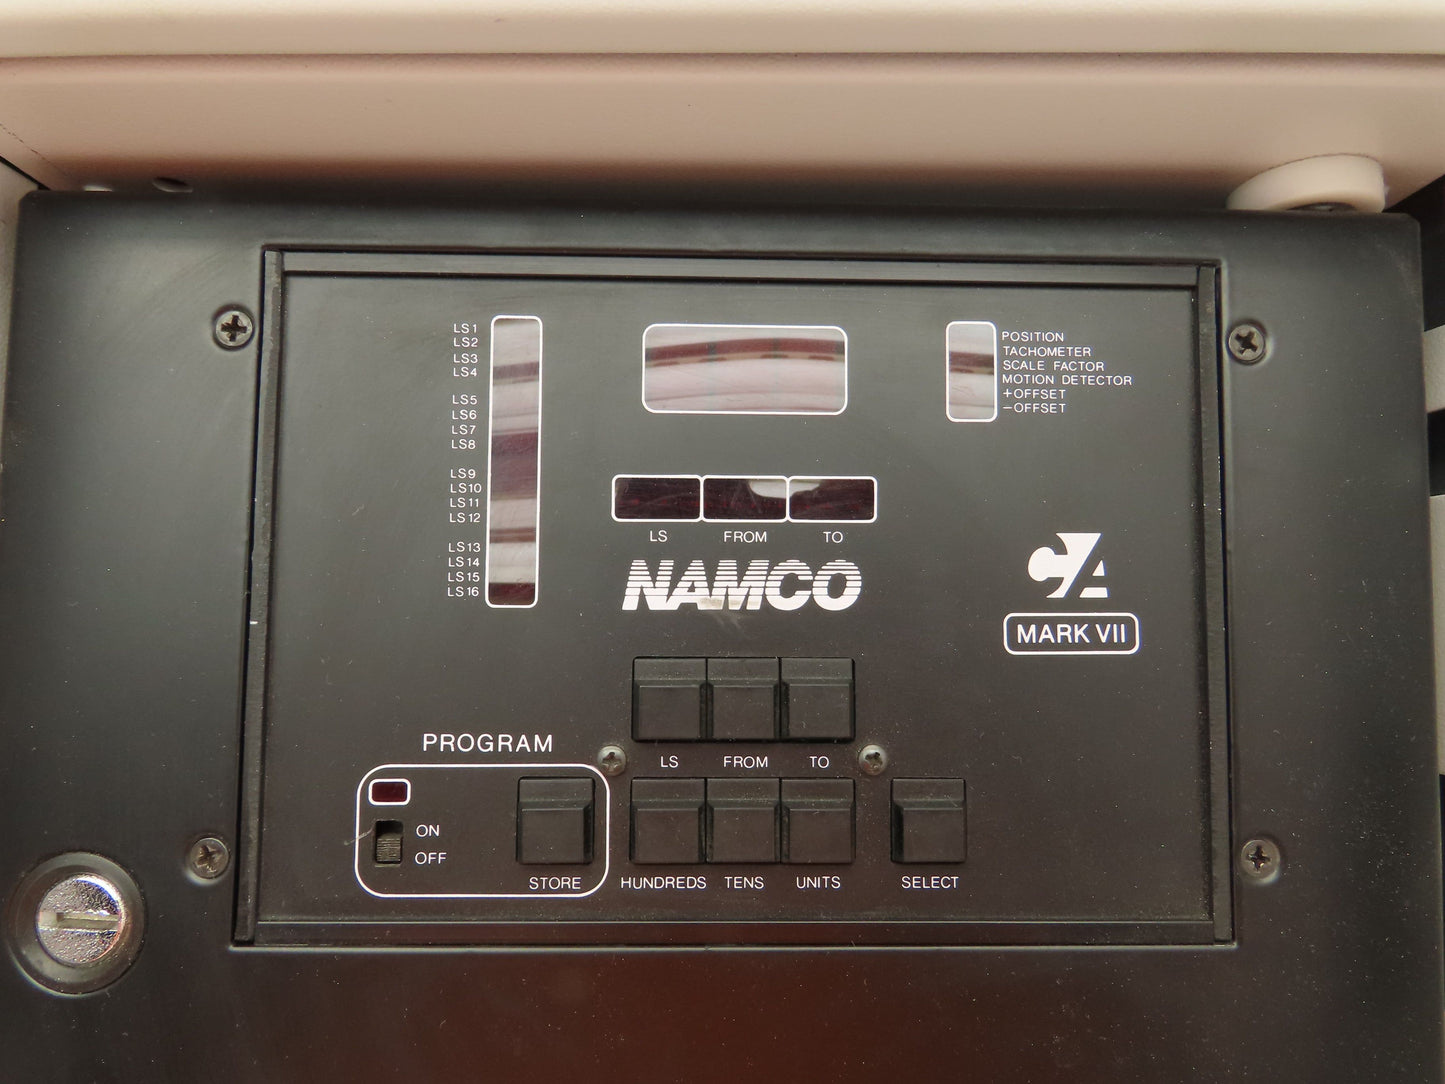 LS1
LS2
LS3
LS4
LS5
LS6
LS7
LS8
LS9
LS10
LS11
LS12
LS13
LS14
LS15
LS16
POSITION
TACHOMETER
SCALE FACTOR
MOTION DETECTOR
+OFFSET
−OFFSET
LS FROM TO
NAMCO
CA
MARK VII
LS FROM TO
PROGRAM
ON
OFF
STORE HUNDREDS TENS UNITS SELECT